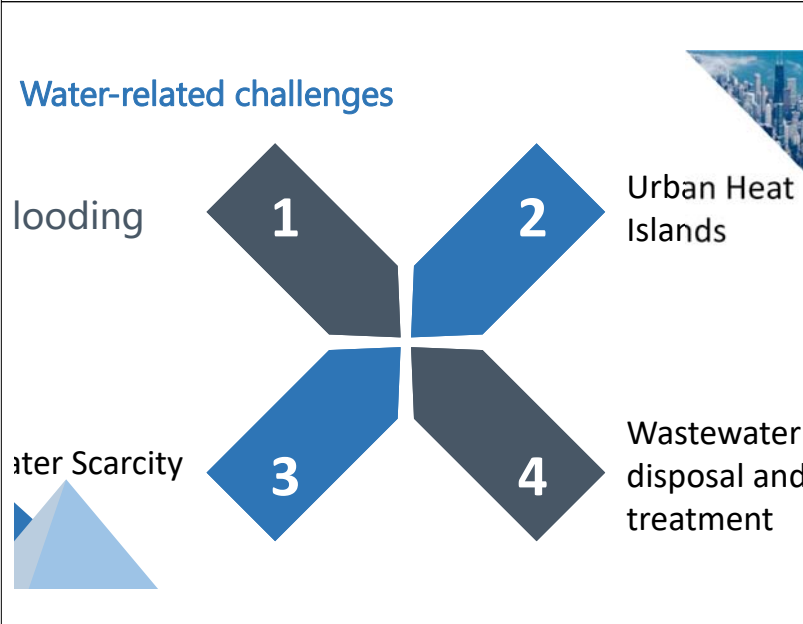 Water-related challenges
looding
1
2
Urban Heat
Islands
ater Scarcity
3
4
Wastewater
disposal and
treatment